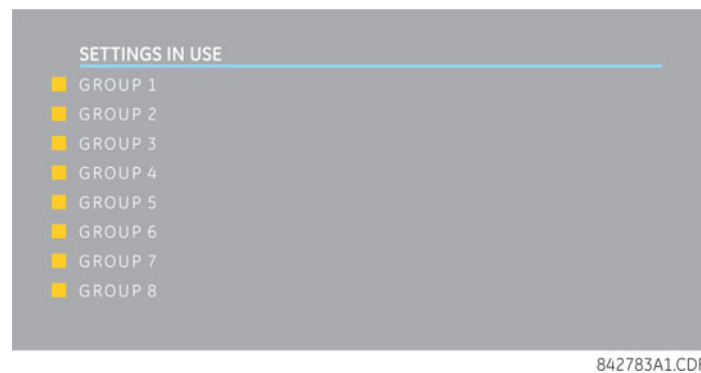 SETTINGS IN USE
GROUP 1
GROUP 2
GROUP 3
GROUP 4
GROUP 5
GROUP 6
GROUP 7
GROUP 8
842783A1.CDR